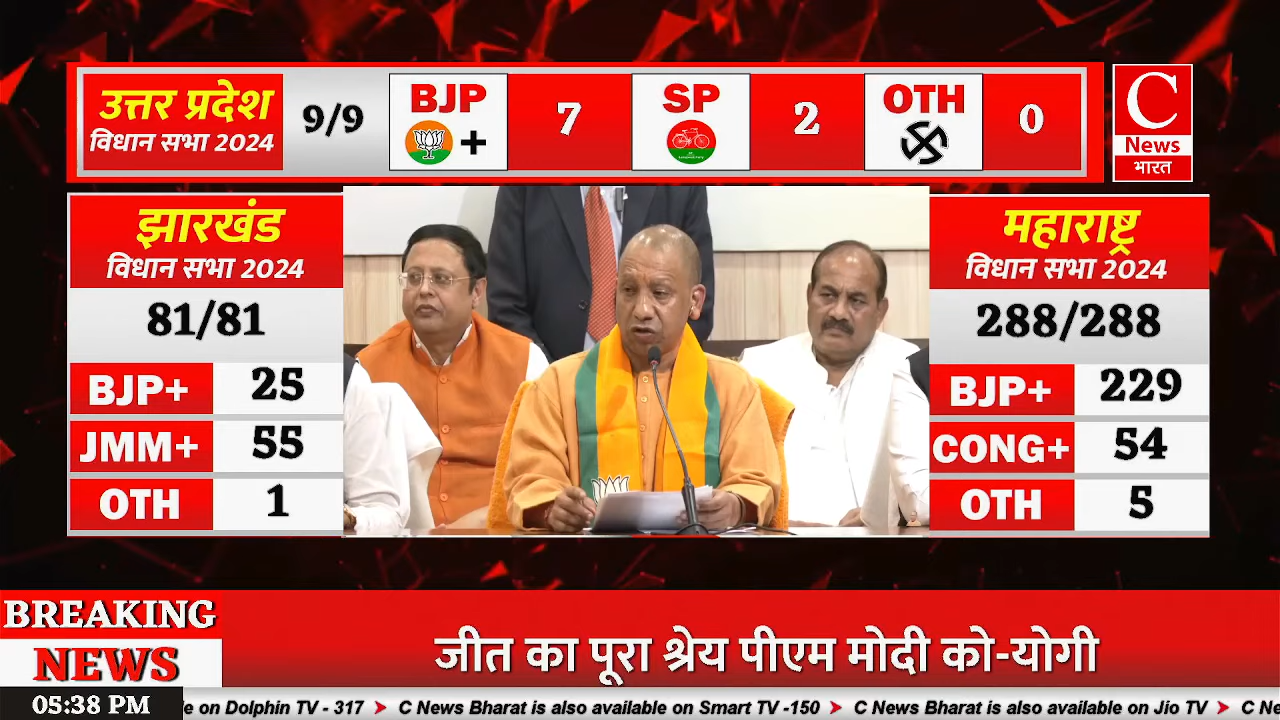 उत्तर प्रदेश
विधान सभा 2024
9/9
BJP
+
7
SP
2
OTH
0
C
News
भारत
झारखंड
विधान सभा 2024
81/81
BJP+ 25
JMM+ 55
OTH 1
महाराष्ट्र
विधान सभा 2024
288/288
BJP+ 229
CONG+ 54
OTH 5
BREAKING
NEWS
जीत का पूरा श्रेय पीएम मोदी को-योगी
05:38 PM
le on Dolphin TV - 317 ➤ C News Bharat is also available on Smart TV -150 ➤ C News Bharat is also available on Jio TV ➤ C Ne